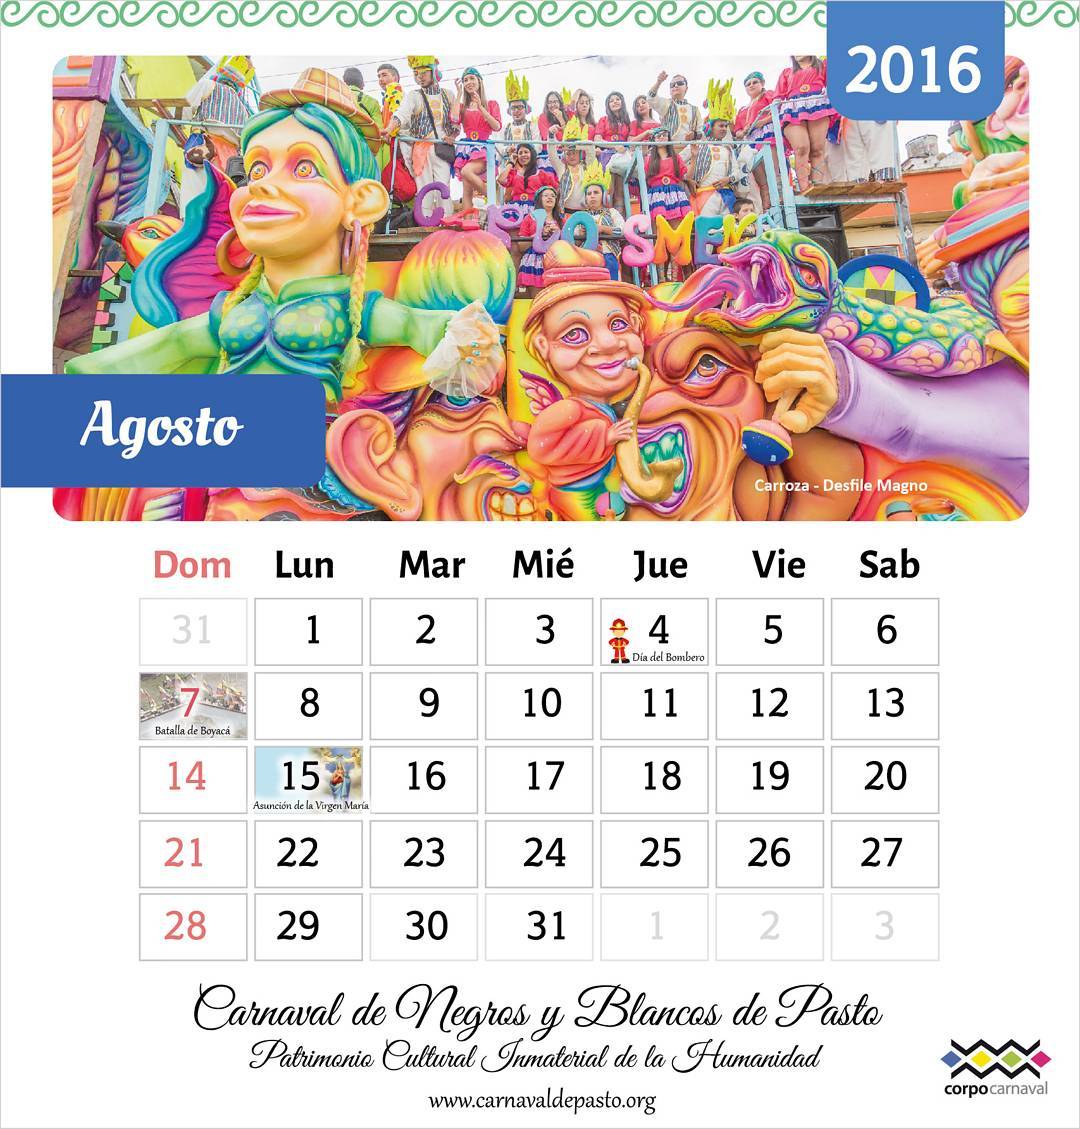 2016
CARLOS MENA
Agosto
Carroza - Desfile Magno
Dom Lun Mar Mié Jue Vie Sab
31 1 2 3 4 5 6
Día del Bombero
7 8 9 10 11 12 13
Batalla de Boyacá
14 15 16 17 18 19 20
Asunción de la Virgen María
21 22 23 24 25 26 27
28 29 30 31 1 2 3
Carnaval de Negros y Blancos de Pasto
Patrimonio Cultural Inmaterial de la Humanidad
www.carnavaldepasto.org
corpocarnaval